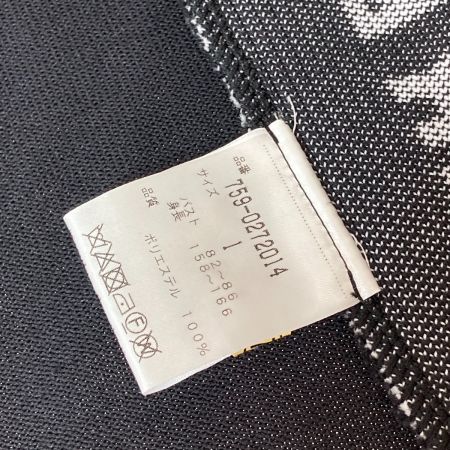 品番 759-0272014
サイズ 1
バスト 82~86
身長 158~166
品質 ポリエステル 100%